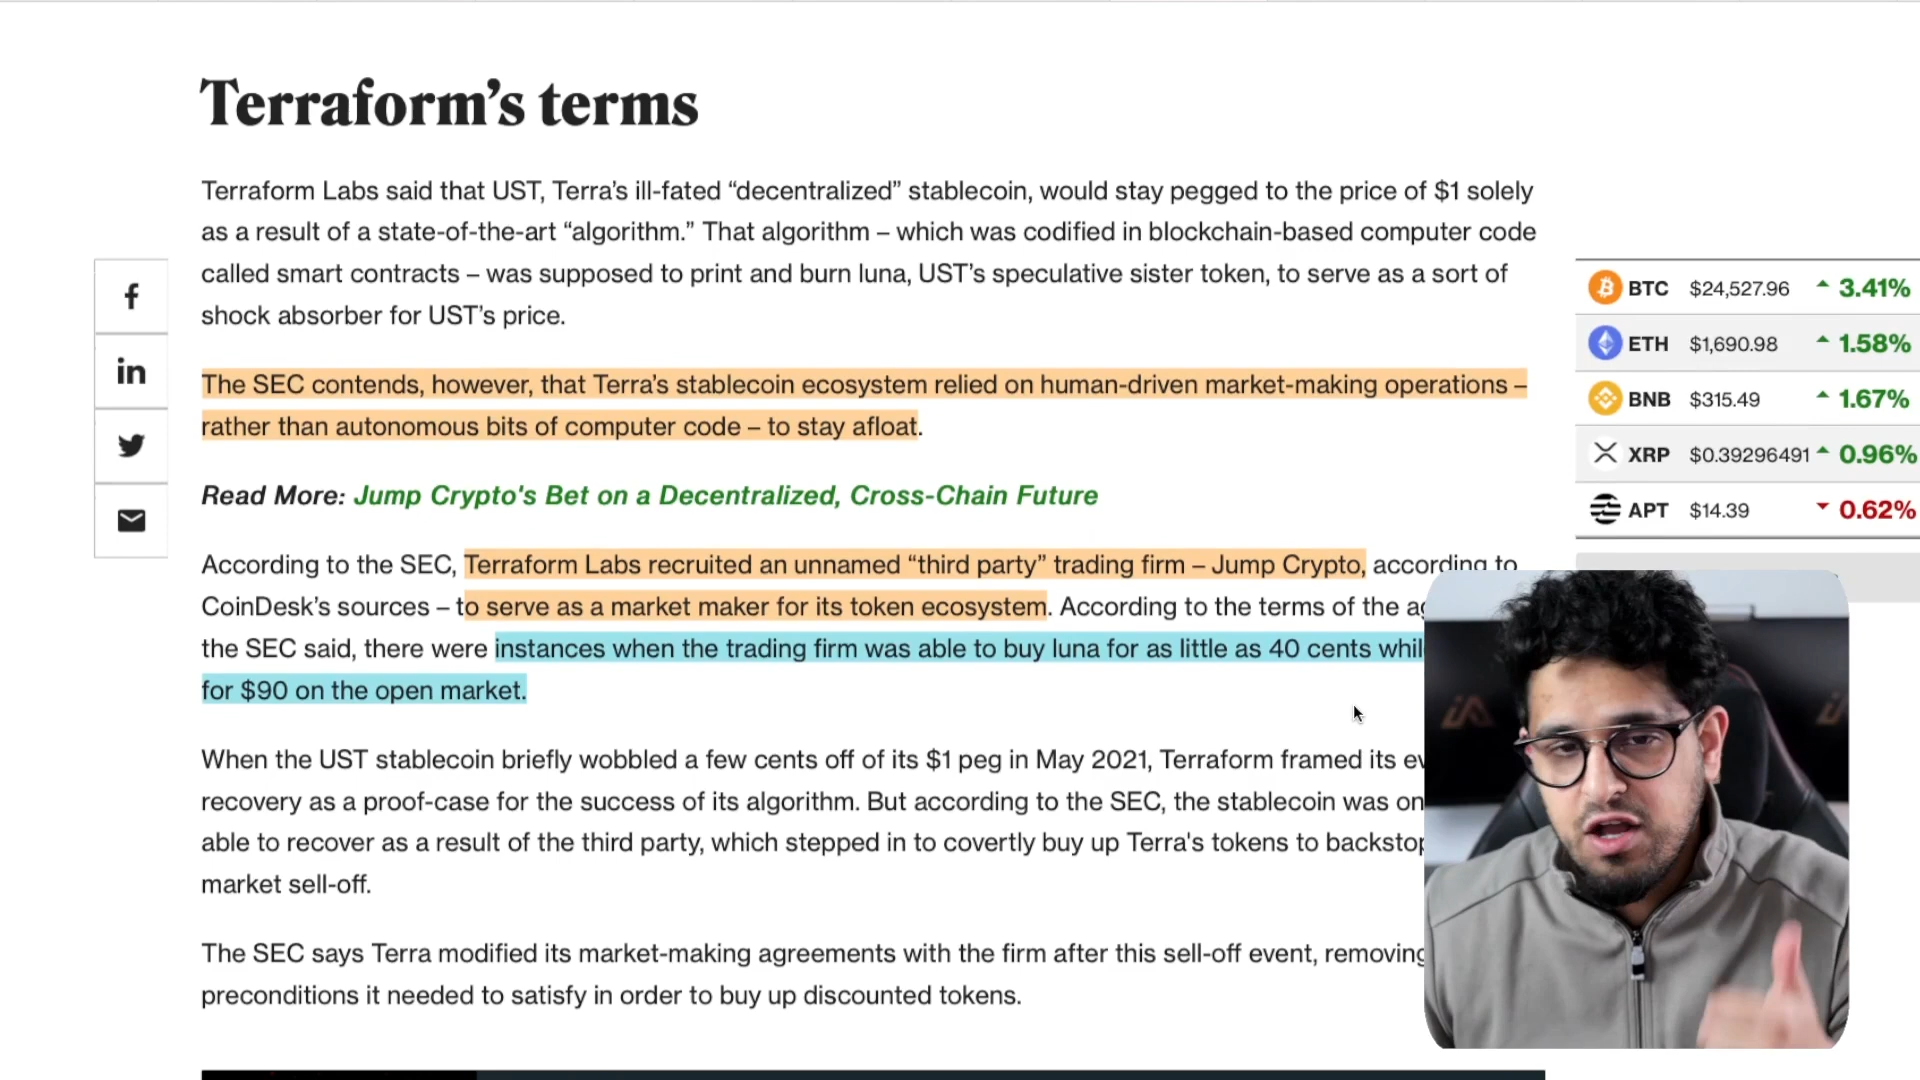 Terraform’s terms
Terraform Labs said that UST, Terra’s ill-fated “decentralized” stablecoin, would stay pegged to the price of $1 solely
as a result of a state-of-the-art “algorithm.” That algorithm – which was codified in blockchain-based computer code
called smart contracts – was supposed to print and burn luna, UST’s speculative sister token, to serve as a sort of
shock absorber for UST’s price.
The SEC contends, however, that Terra’s stablecoin ecosystem relied on human-driven market-making operations –
rather than autonomous bits of computer code – to stay afloat.
Read More: Jump Crypto's Bet on a Decentralized, Cross-Chain Future
According to the SEC, Terraform Labs recruited an unnamed “third party” trading firm – Jump Crypto, according to
CoinDesk’s sources – to serve as a market maker for its token ecosystem. According to the terms of the
the SEC said, there were instances when the trading firm was able to buy luna for as little as 40 cents
for $90 on the open market.
When the UST stablecoin briefly wobbled a few cents off of its $1 peg in May 2021, Terraform framed its
recovery as a proof-case for the success of its algorithm. But according to the SEC, the stablecoin was
able to recover as a result of the third party, which stepped in to covertly buy up Terra's tokens to backstop
market sell-off.
The SEC says Terra modified its market-making agreements with the firm after this sell-off event, removing
preconditions it needed to satisfy in order to buy up discounted tokens.
f
in
BTC $24,527.96 3.41%
ETH $1,690.98 1.58%
BNB $315.49 1.67%
XRP $0.39296491 0.96%
APT $14.39 0.62%